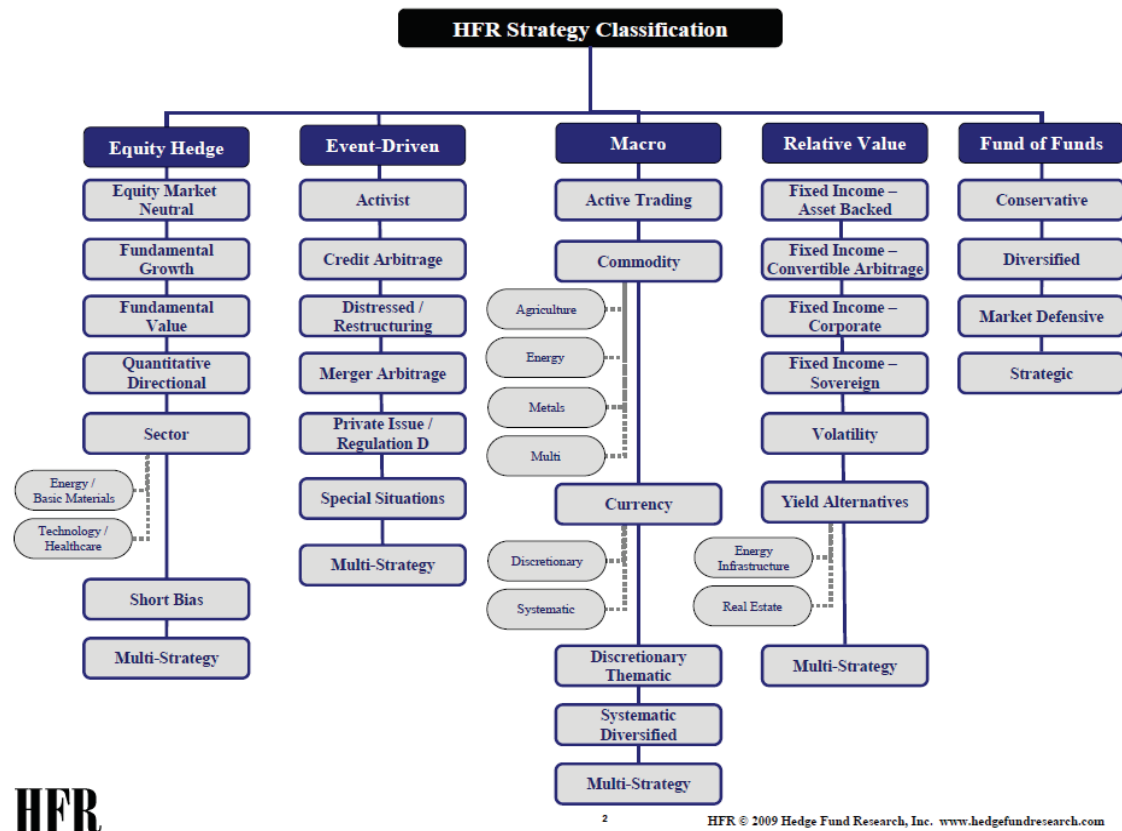 HFR Strategy Classification
Equity Hedge
Equity Market
Neutral
Fundamental
Growth
Fundamental
Value
Quantitative
Directional
Sector
Energy /
Basic Materials
Technology /
Healthcare
Short Bias
Multi-Strategy
Event-Driven
Activist
Credit Arbitrage
Distressed /
Restructuring
Merger Arbitrage
Private Issue /
Regulation D
Special Situations
Multi-Strategy
Macro
Active Trading
Commodity
Agriculture
Energy
Metals
Multi
Currency
Discretionary
Systematic
Discretionary
Thematic
Systematic
Diversified
Multi-Strategy
Relative Value
Fixed Income –
Asset Backed
Fixed Income –
Convertible Arbitrage
Fixed Income –
Corporate
Fixed Income –
Sovereign
Volatility
Yield Alternatives
Energy
Infrastructure
Real Estate
Multi-Strategy
Fund of Funds
Conservative
Diversified
Market Defensive
Strategic
HFR
2
HFR © 2009 Hedge Fund Research, Inc. www.hedgefundresearch.com